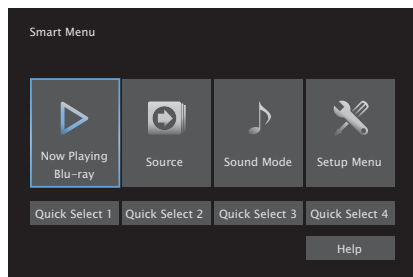 Smart Menu
Now Playing
Blu-ray
Source
Sound Mode
Setup Menu
Quick Select 1
Quick Select 2
Quick Select 3
Quick Select 4
Help